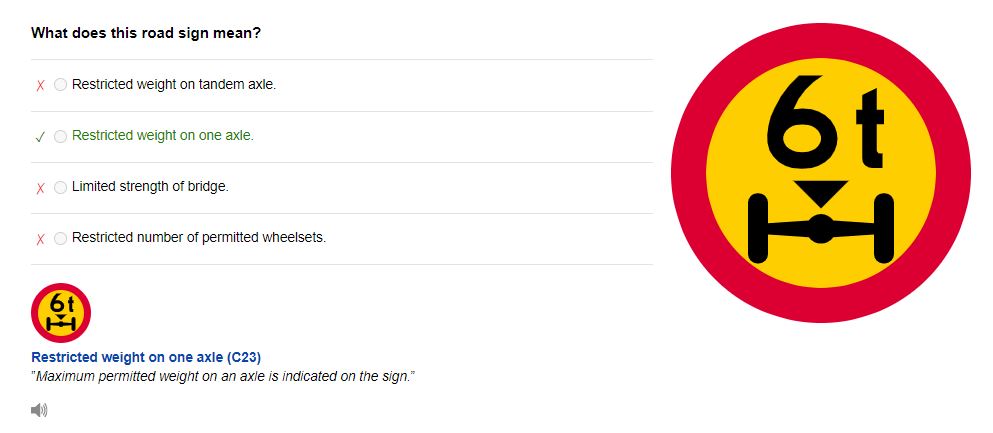 What does this road sign mean?
Restricted weight on tandem axle.
Restricted weight on one axle.
Limited strength of bridge.
Restricted number of permitted wheelsets.
6t
6t
Restricted weight on one axle (C23)
"Maximum permitted weight on an axle is indicated on the sign."